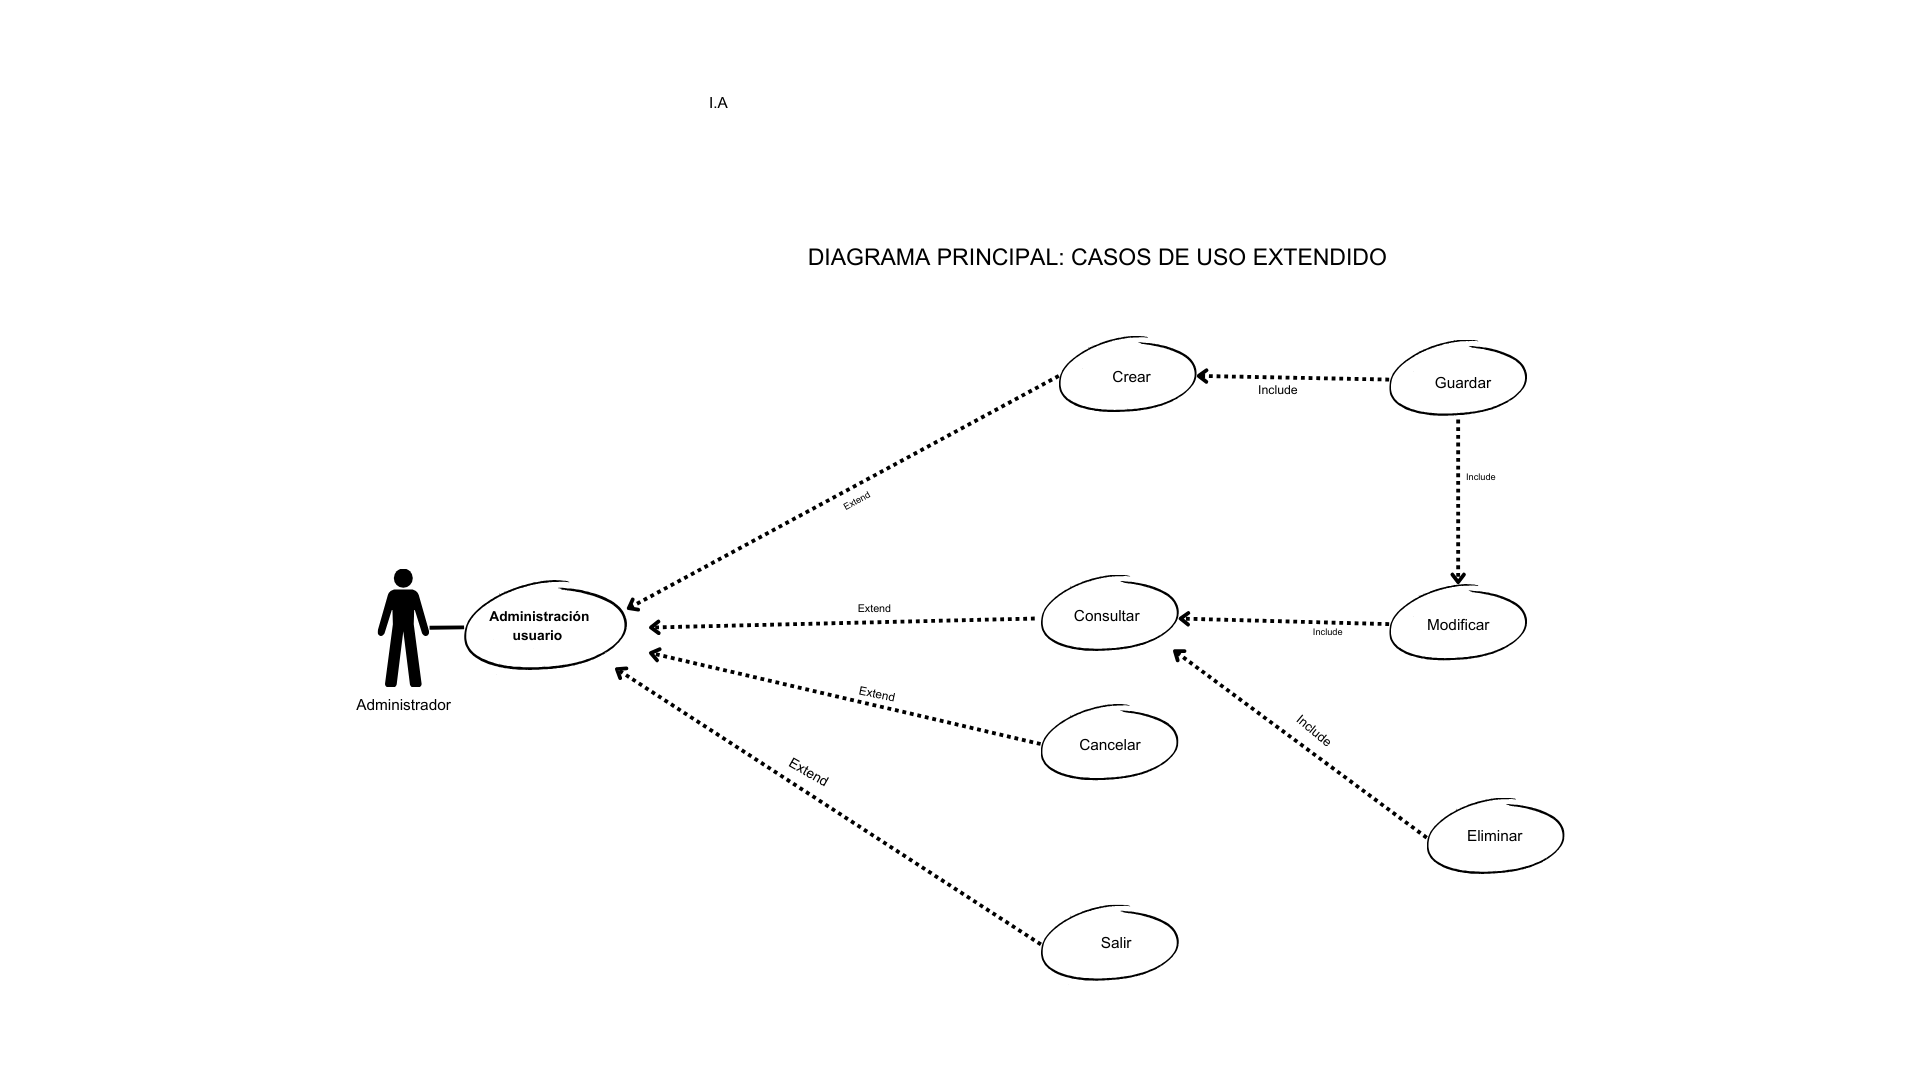 I.A
DIAGRAMA PRINCIPAL: CASOS DE USO EXTENDIDO
Crear
Include
Guardar
Include
Extend
Administración
usuario
Administrador
Extend
Consultar
Include
Modificar
Extend
Cancelar
Include
Extend
Eliminar
Salir